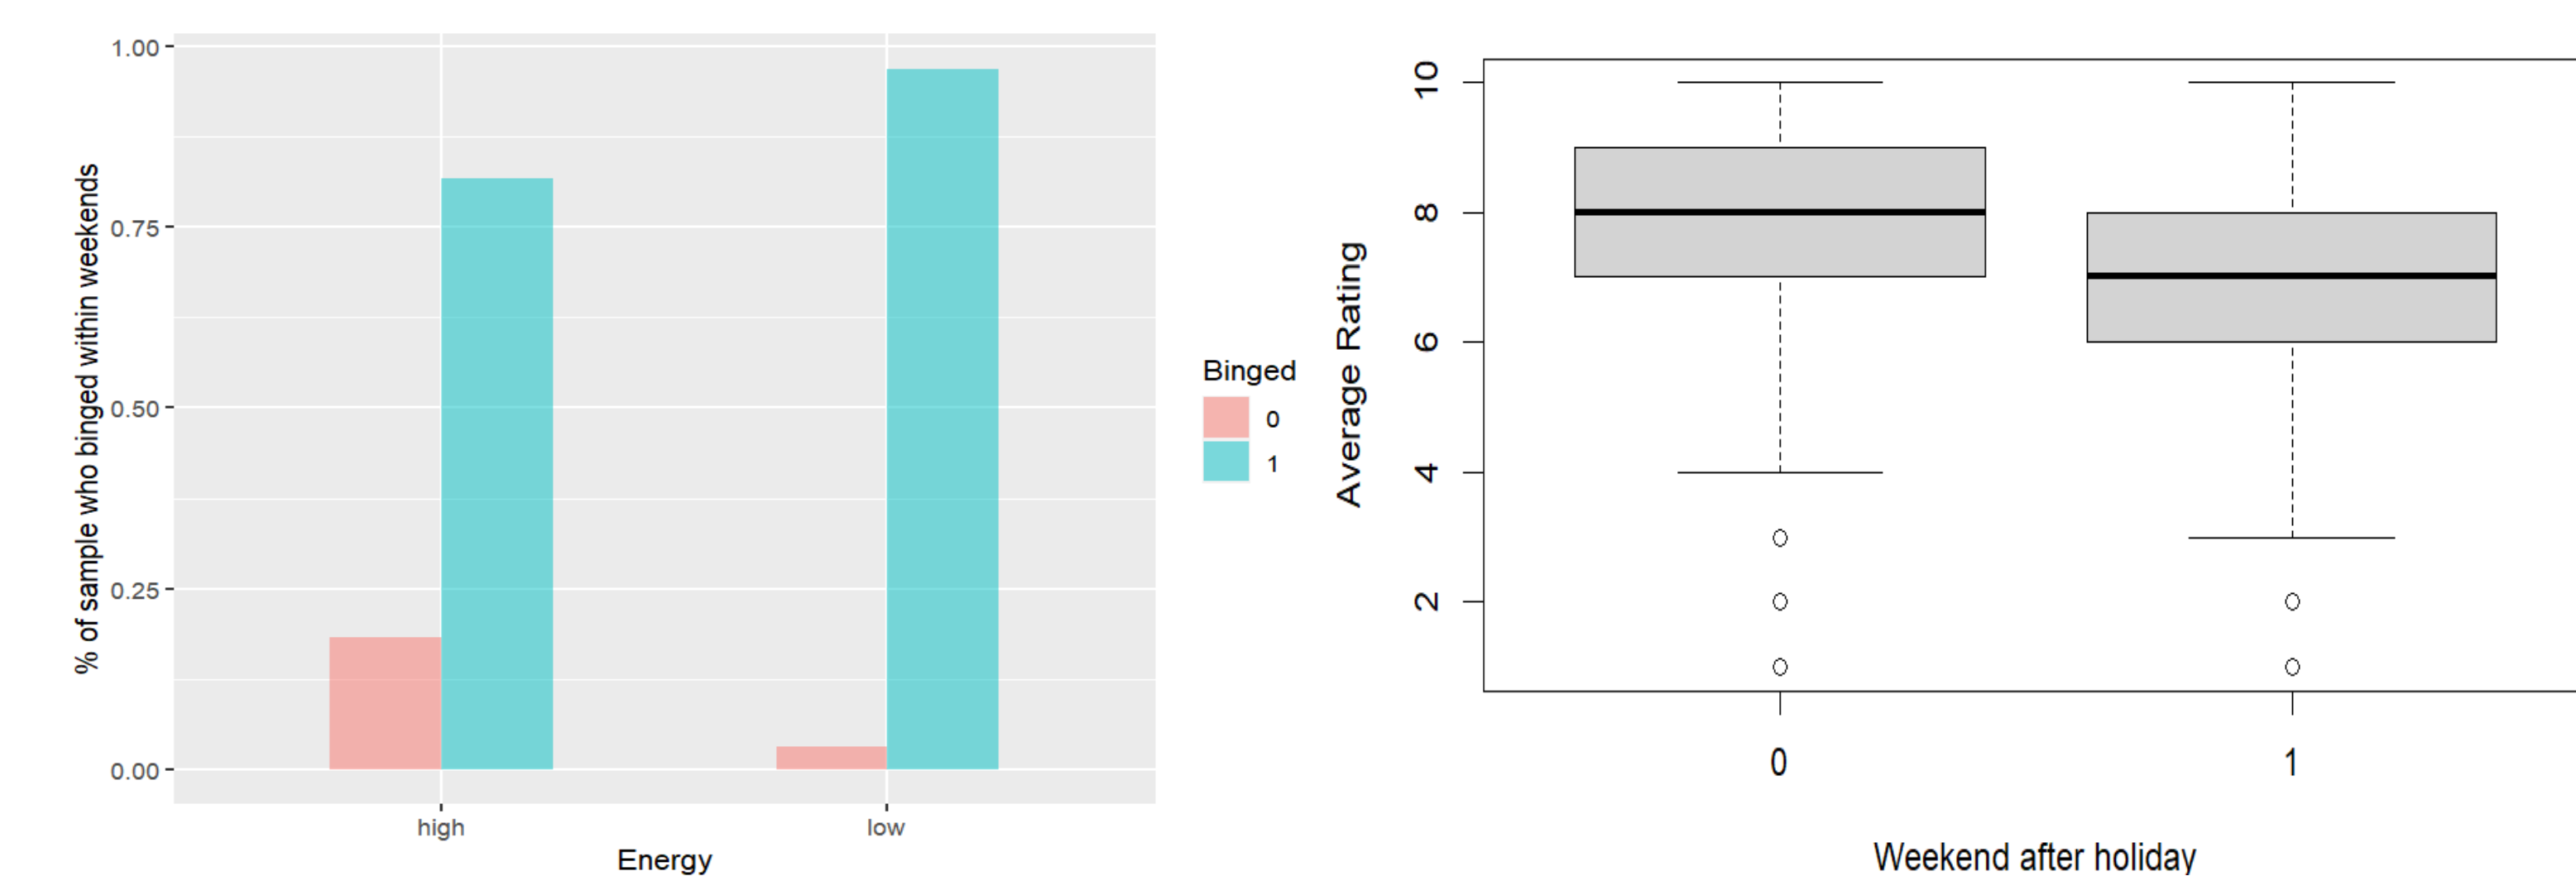 % of sample who binged within weekends
1.00
0.75
0.50
0.25
0.00
high
low
Energy
Binged
0
1
Average Rating
10
8
6
4
2
0
1
Weekend after holiday